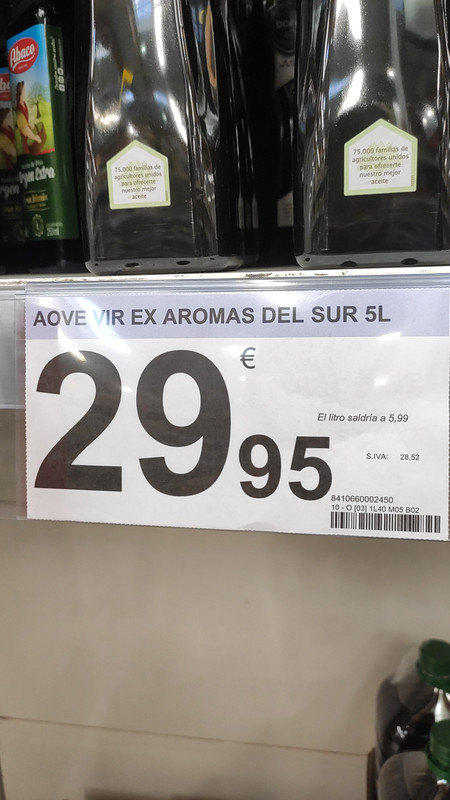 Abaco
Virgen Extra
75.000 familias de
agricultores unidos
para ofrecerte
nuestro mejor
aceite
75.000 familias de
agricultores unidos
para ofrecerte
nuestro mejor
aceite
AOVE VIR EX AROMAS DEL SUR 5L
29 95
€
El litro saldría a 5,99
S.IVA: 28,52
8410660002450
10 - O [03] 1L40 M05 B02